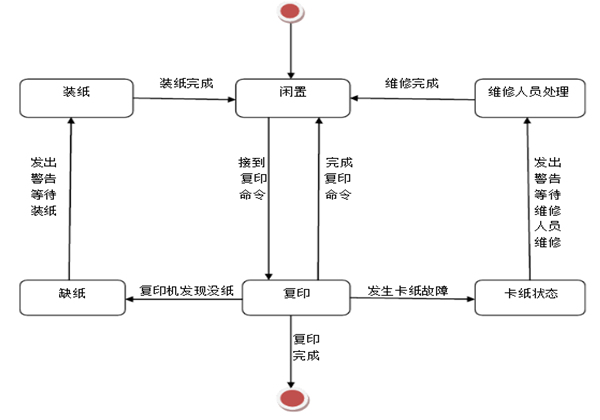 装纸
装纸完成
闲置
维修完成
维修人员处理
发出
警告
等待
装纸
接到
复印
命令
完成
复印
命令
发出
警告
等待
维修
人员
维修
缺纸
复印机发现没纸
复印
发生卡纸故障
卡纸状态
复印
完成